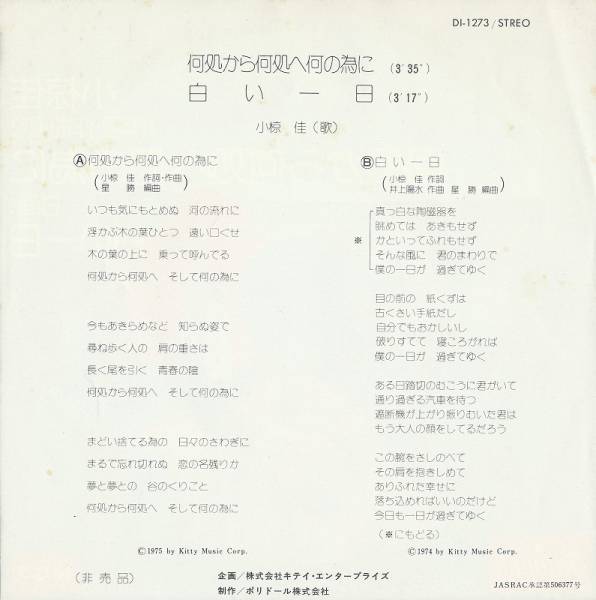 DI-1273/STREO
何処から何処へ何の為に (3'35")
白い一日 (3'17")
小椋 佳(歌)
Ⓐ何処から何処へ何の為に
(小椋 佳 作詞・作曲
星 勝 編曲)
いつも気にもとめぬ 河の流れに
浮かぶ木の葉ひとつ 遠い口ぐせ
木の葉の上に 乗って呼んでる
何処から何処へ そして何の為に
今もあきらめなど 知らぬ姿で
尋ね歩く人の 肩の重さは
長く尾を引く 青春の陰
何処から何処へ そして何の為に
まどい捨てる為の 日々のさわぎに
まるで忘れ切れぬ 恋の名残りか
夢と夢との 谷のくりごと
何処から何処へ そして何の為に
Ⓒ1975 by Kitty Music Corp.
Ⓑ白い一日
(小椋 佳 作詞
井上陽水 作曲 星 勝 編曲)
真っ白な陶磁器を
眺めては あきもせず
※ かといってふれもせず
そんな風に 君のまわりで
僕の一日が 過ぎてゆく
目の前の 紙くずは
古くさい手紙だし
自分でもおかしいし
破りすてて 寝ころがれば
僕の一日が 過ぎてゆく
ある日踏切のむこうに君がいて
通り過ぎる汽車を待つ
遮断機が上がり振りむいた君は
もう大人の顔をしてるだろう
この腕をさしのべて
その肩を抱きしめて
ありふれた幸せに
落ち込めればいいのだけど
今日も一日が過ぎてゆく
(※にもどる)
Ⓒ1974 by Kitty Music Corp.
(非売品)
企画/株式会社キティ・エンタープライズ
制作/ポリドール株式会社
JASRAC承認第506377号